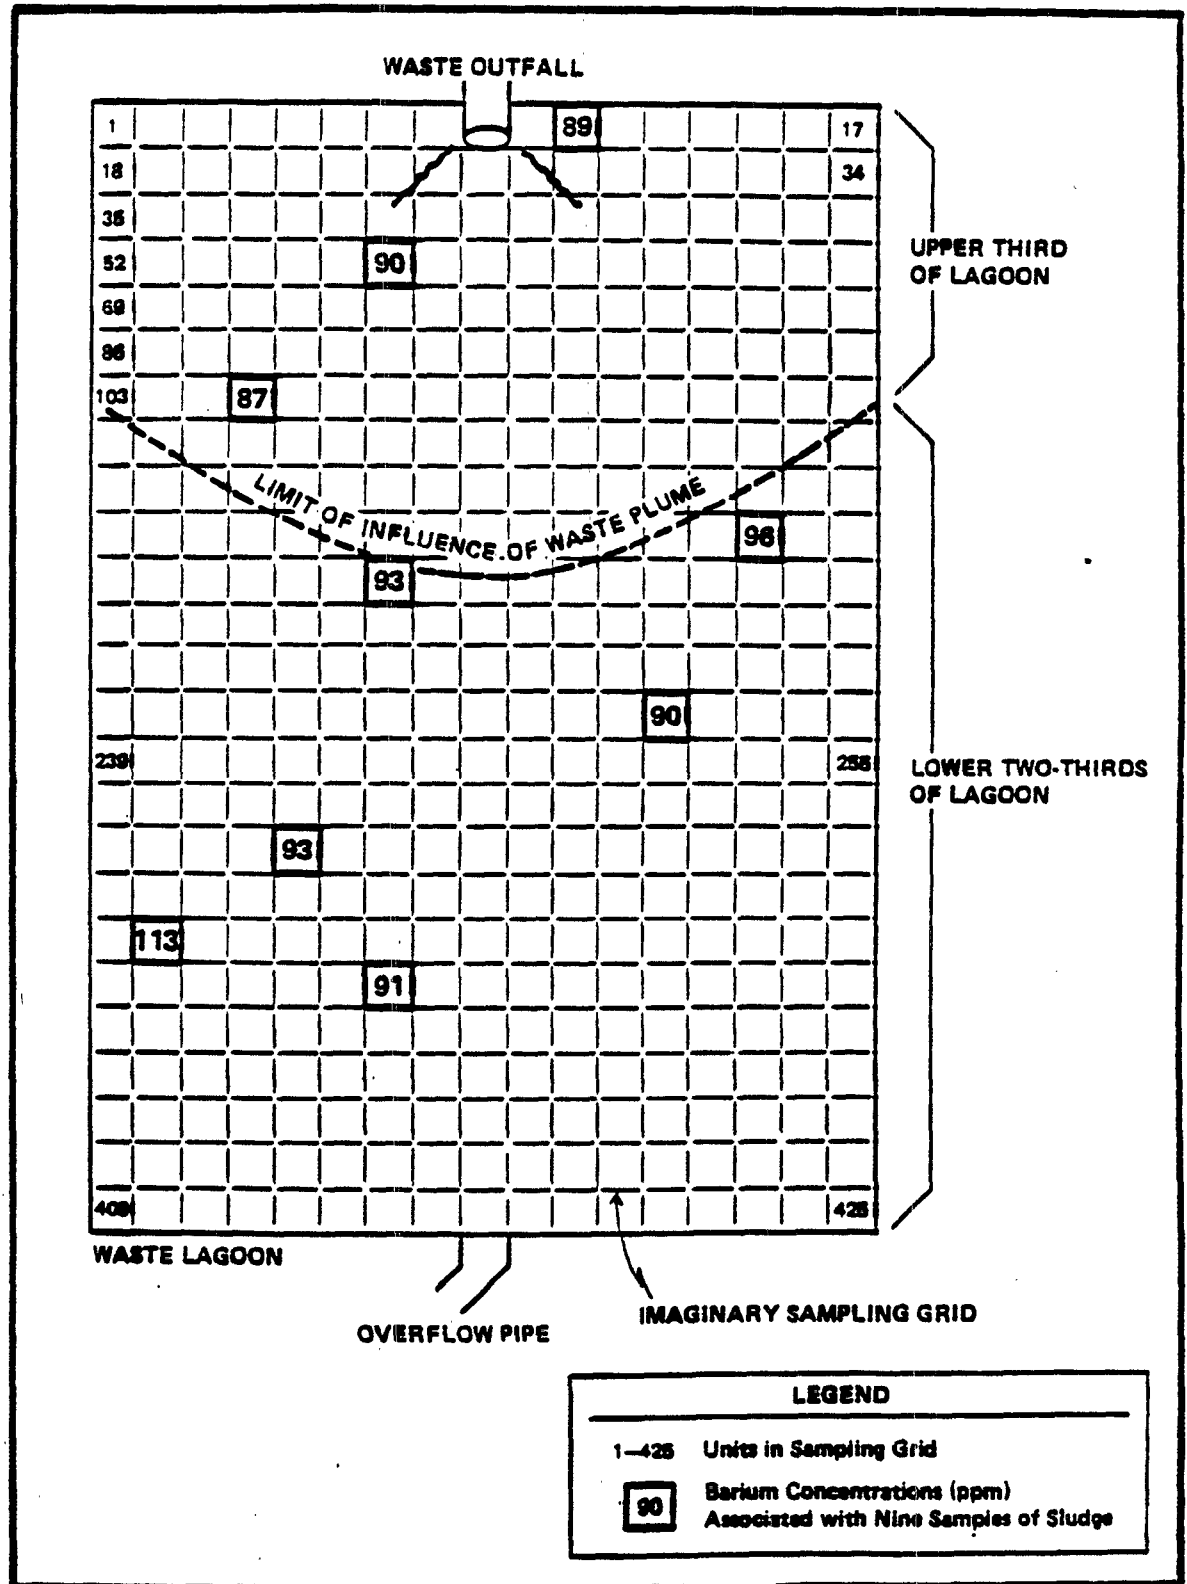 WASTE OUTFALL
1 89 17
18 34
35
52 90
69
86
103 87
UPPER THIRD
OF LAGOON
LIMIT OF INFLUENCE OF WASTE PLUME
96
93
90
239 255
LOWER TWO-THIRDS
OF LAGOON
93
113
91
409 425
WASTE LAGOON
OVERFLOW PIPE
IMAGINARY SAMPLING GRID
LEGEND
1–425 Units in Sampling Grid
90 Barium Concentrations (ppm)
Associated with Nine Samples of Sludge